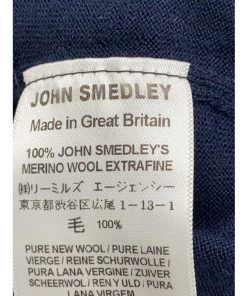 JOHN SMEDLEY
Made in Great Britain
100% JOHN SMEDLEY'S
MERINO WOOL EXTRAFINE
(株)リーミルズ エージェンシー
東京都渋谷区広尾 1-13-1
毛 100%
PURE NEW WOOL / PURE LAINE
VIERGE / REINE SCHURWOLLE /
PURA LANA VERGINE / ZUIVER
SCHEERWOL / REN Y ULD / PURA
LANA VIRGEM